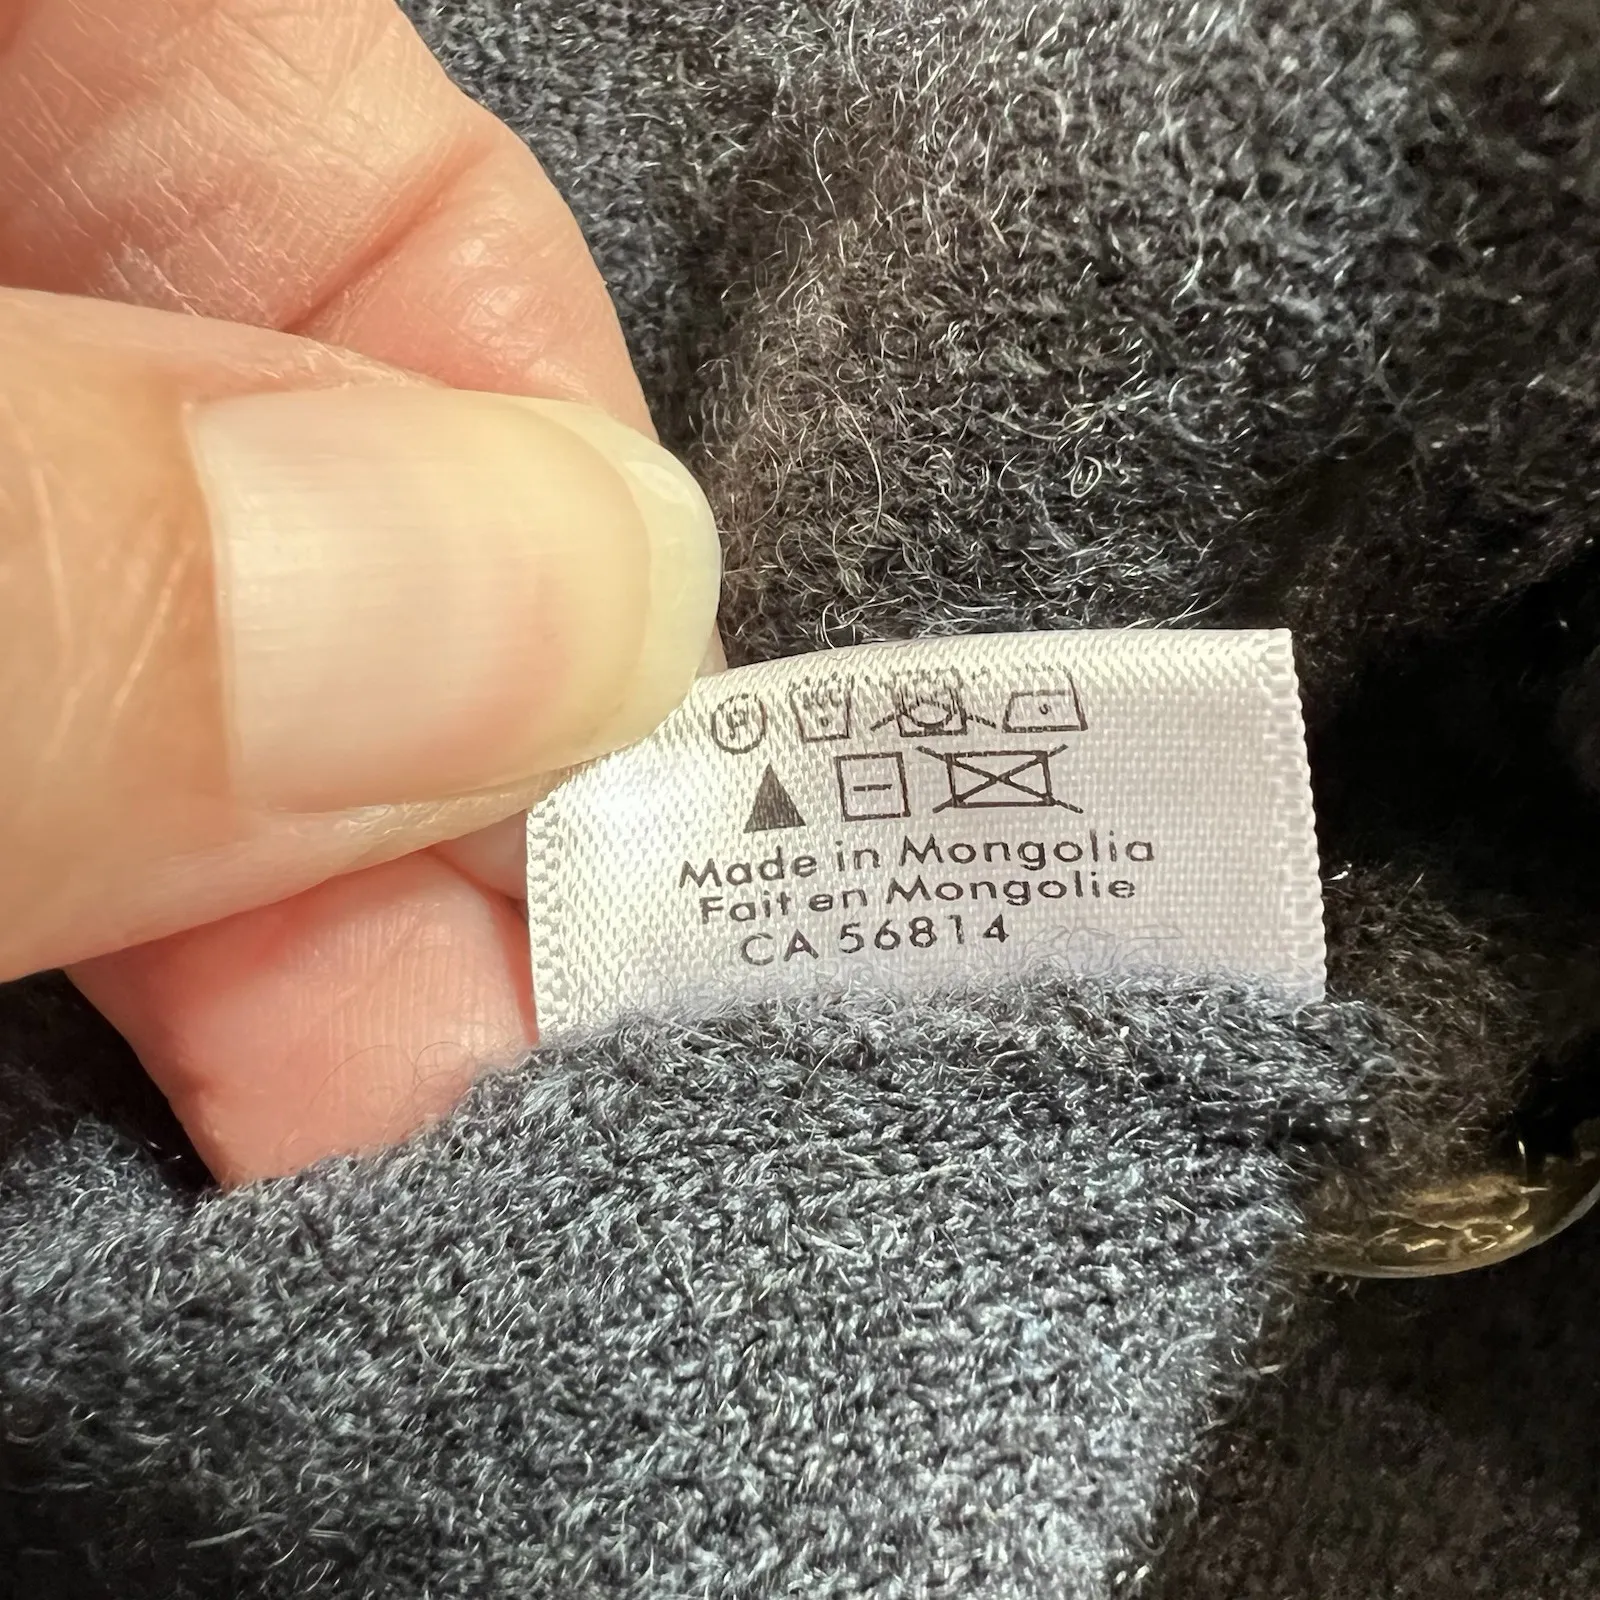 P
Made in Mongolia
Fait en Mongolie
CA 56814